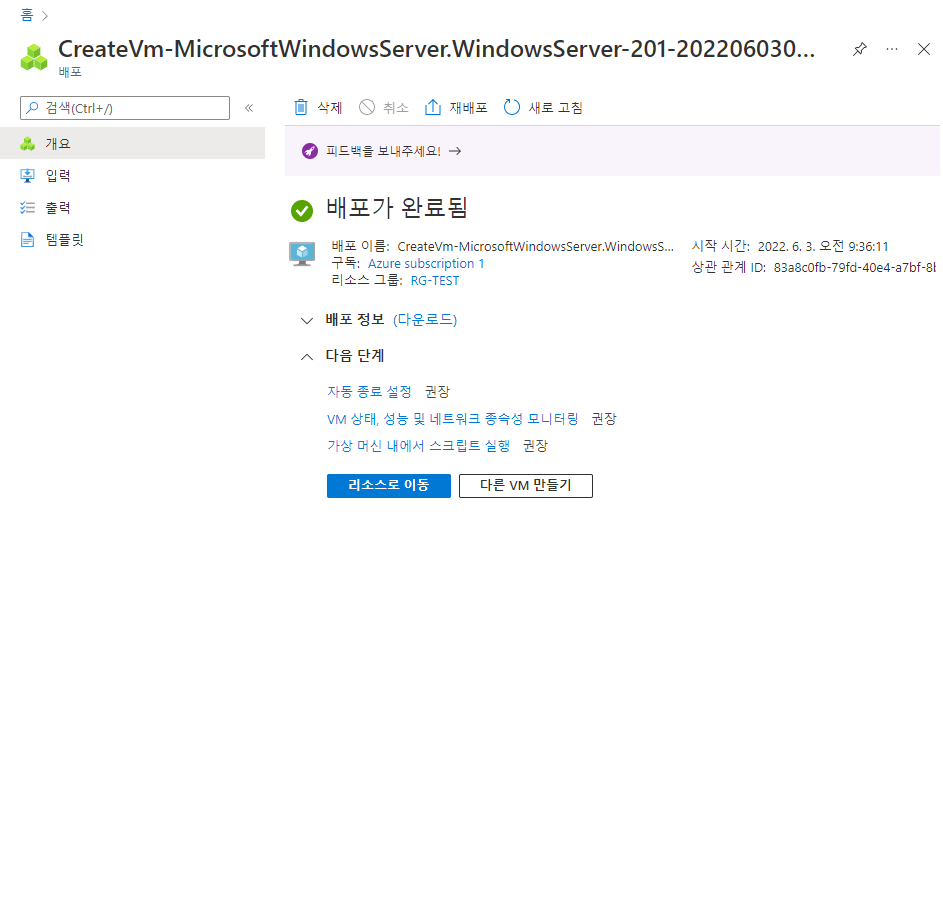 홈
CreateVm-MicrosoftWindowsServer.WindowsServer-201-202206030...
배포
검색(Ctrl+/)
삭제 취소 재배포 새로 고침
개요
입력
출력
템플릿
피드백을 보내주세요! →
배포가 완료됨
배포 이름: CreateVm-MicrosoftWindowsServer.WindowsS...
구독: Azure subscription 1
리소스 그룹: RG-TEST
시작 시간: 2022. 6. 3. 오전 9:36:11
상관 관계 ID: 83a8c0fb-79fd-40e4-a7bf-8b
배포 정보 (다운로드)
다음 단계
자동 종료 설정 권장
VM 상태, 성능 및 네트워크 종속성 모니터링 권장
가상 머신 내에서 스크립트 실행 권장
리소스로 이동 다른 VM 만들기